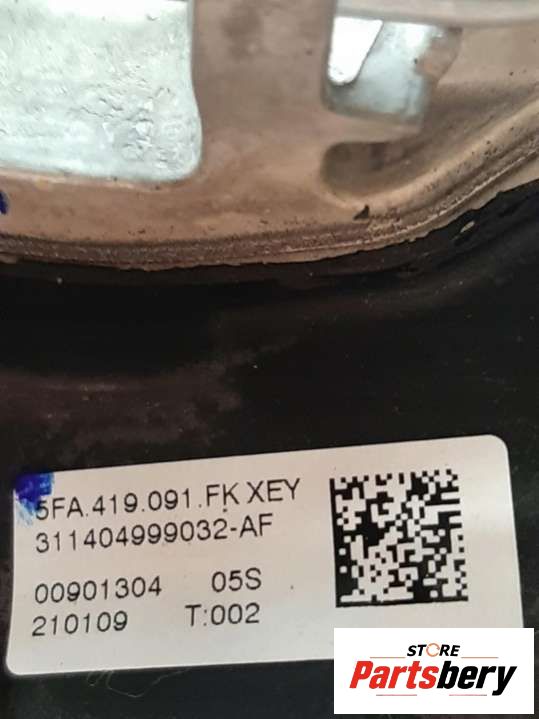 5FA.419.091.FK XEY
311404999032-AF
00901304 05S
210109 T:002
STORE
Partsbery